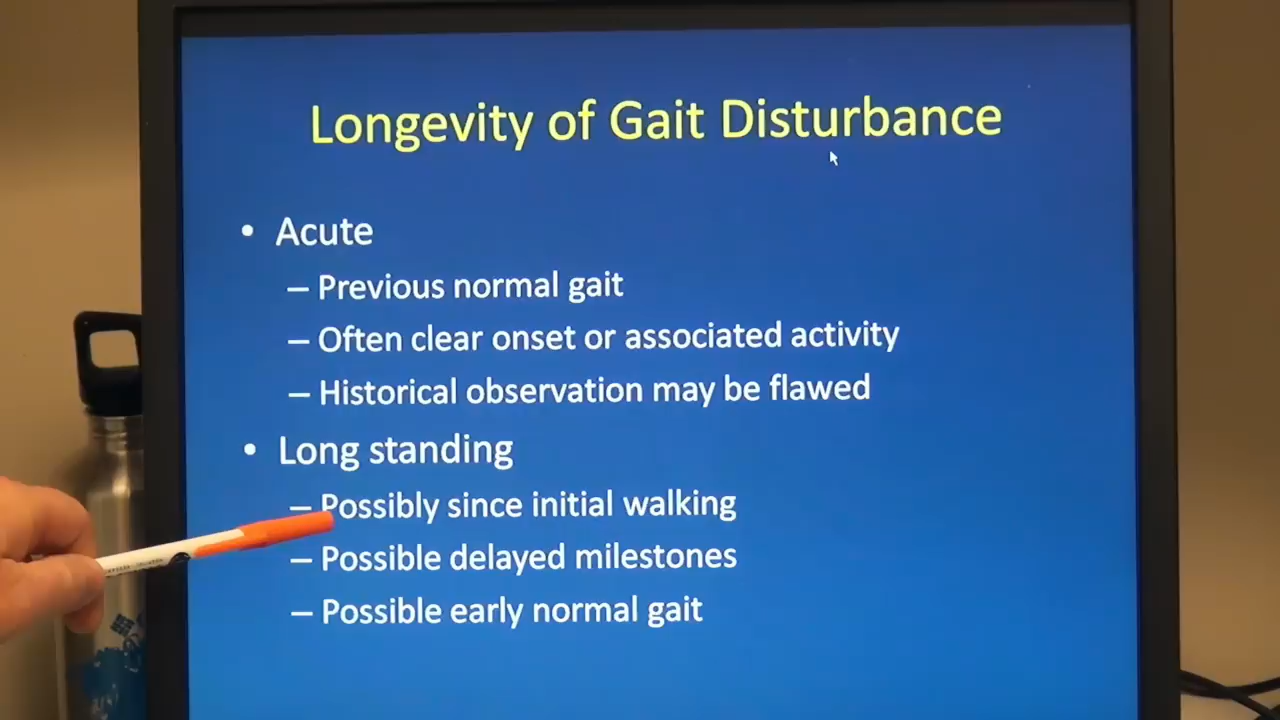 Longevity of Gait Disturbance
• Acute
– Previous normal gait
– Often clear onset or associated activity
– Historical observation may be flawed
• Long standing
– Possibly since initial walking
– Possible delayed milestones
– Possible early normal gait